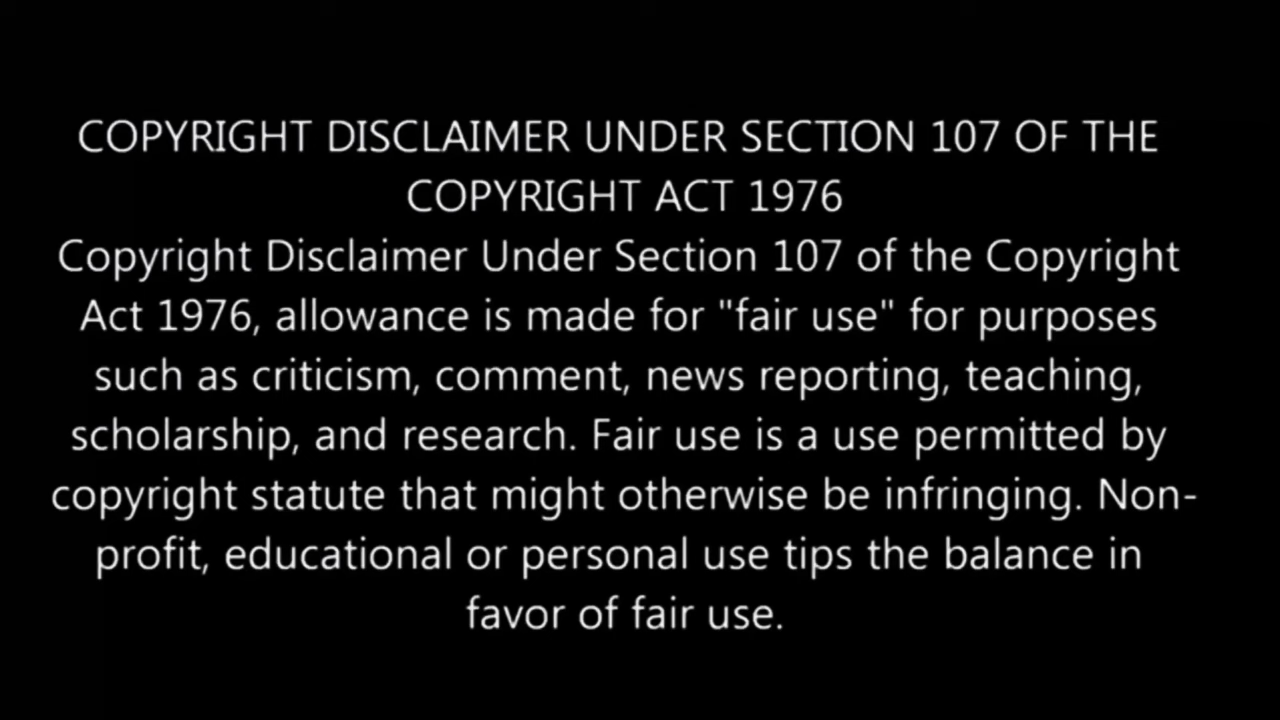 COPYRIGHT DISCLAIMER UNDER SECTION 107 OF THE
COPYRIGHT ACT 1976
Copyright Disclaimer Under Section 107 of the Copyright
Act 1976, allowance is made for "fair use" for purposes
such as criticism, comment, news reporting, teaching,
scholarship, and research. Fair use is a use permitted by
copyright statute that might otherwise be infringing. Non-
profit, educational or personal use tips the balance in
favor of fair use.